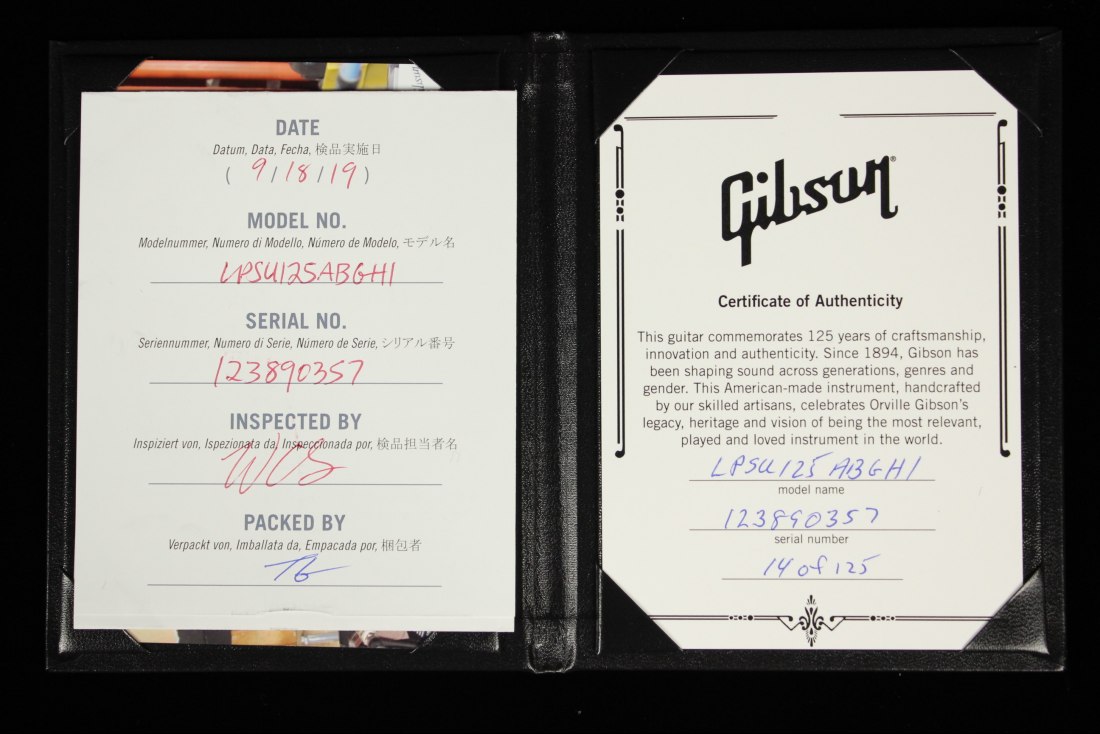 DATE
Datum, Data, Fecha, 検品実施日
( 9/18/19 )
MODEL NO.
Modelnummer, Numero di Modello, Número de Modelo, モデル名
LPSU125ABGH1
SERIAL NO.
Seriennummer, Numero di Serie, Número de Serie, シリアル番号
123890357
INSPECTED BY
Inspiziert von, Ispezionata da, Inspeccionada por, 検品担当者名
PACKED BY
Verpackt von, Imballata da, Empacada por, 梱包者
Gibson®
Certificate of Authenticity
This guitar commemorates 125 years of craftsmanship,
innovation and authenticity. Since 1894, Gibson has
been shaping sound across generations, genres and
gender. This American-made instrument, handcrafted
by our skilled artisans, celebrates Orville Gibson's
legacy, heritage and vision of being the most relevant,
played and loved instrument in the world.
LPSU125ABGH1
model name
123890357
serial number
14 of 125